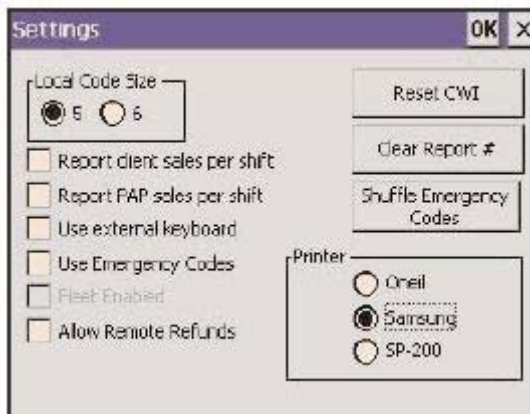 Settings OK ×
Local Code Size
5 6
Report client sales per shift
Report PAP sales per shift
Use external keyboard
Use Emergency Codes
Fleet Enabled
Allow Remote Refunds
Reset CWI
Clear Report #
Shuffle Emergency
Codes
Printer
Oneil
Samsung
SP-200